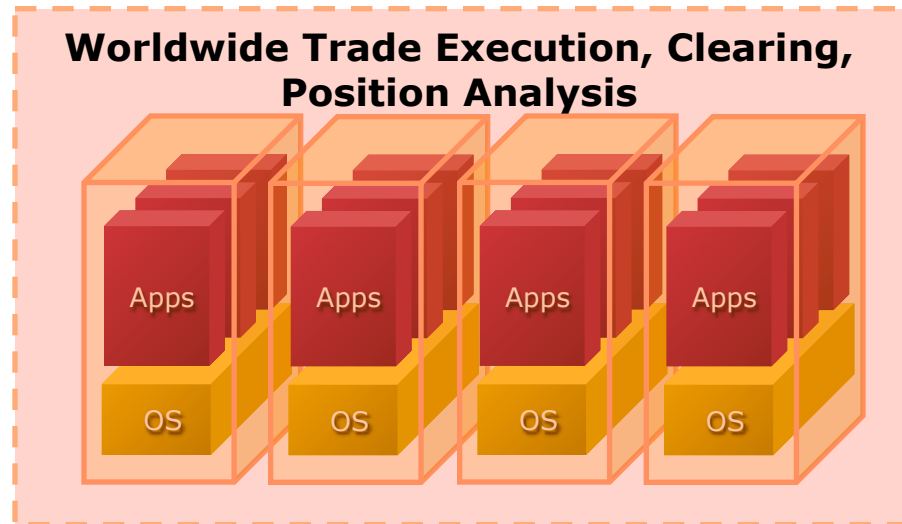 Worldwide Trade Execution, Clearing,
Position Analysis
Apps Apps Apps Apps
OS OS OS OS